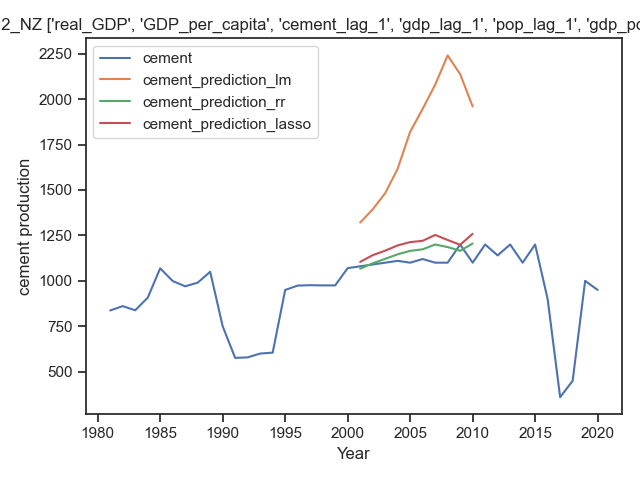 2_NZ ['real_GDP', 'GDP_per_capita', 'cement_lag_1', 'gdp_lag_1', 'pop_lag_1', 'gdp_po
cement
cement_prediction_lm
cement_prediction_rr
cement_prediction_lasso
2250
2000
1750
1500
1250
1000
750
500
cement production
1980 1985 1990 1995 2000 2005 2010 2015 2020
Year